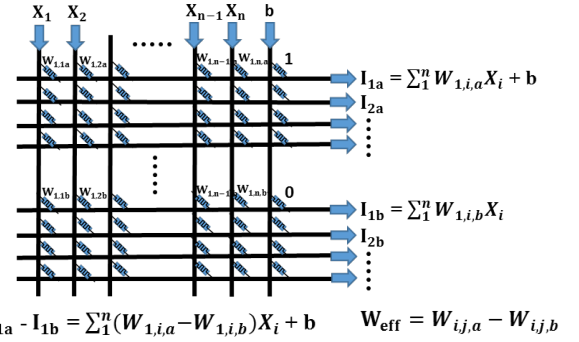 X₁ X₂ ······ Xₙ₋₁ Xₙ b
W₁,₁ₐ W₁,₂ₐ W₁,ₙ₋₁,ₐ W₁,ₙ,ₐ 1
I₁ₐ = ∑₁ⁿ W₁,ᵢ,ₐ Xᵢ + b
I₂ₐ
W₁,₁b W₁,₂b W₁,ₙ₋₁ W₁,ₙ,b 0
I₁b = ∑₁ⁿ W₁,ᵢ,b Xᵢ
I₂b
₁ₐ - I₁b = ∑₁ⁿ(W₁,ᵢ,ₐ−W₁,ᵢ,b)Xᵢ + b
W_eff = Wᵢ,ⱼ,ₐ − Wᵢ,ⱼ,b